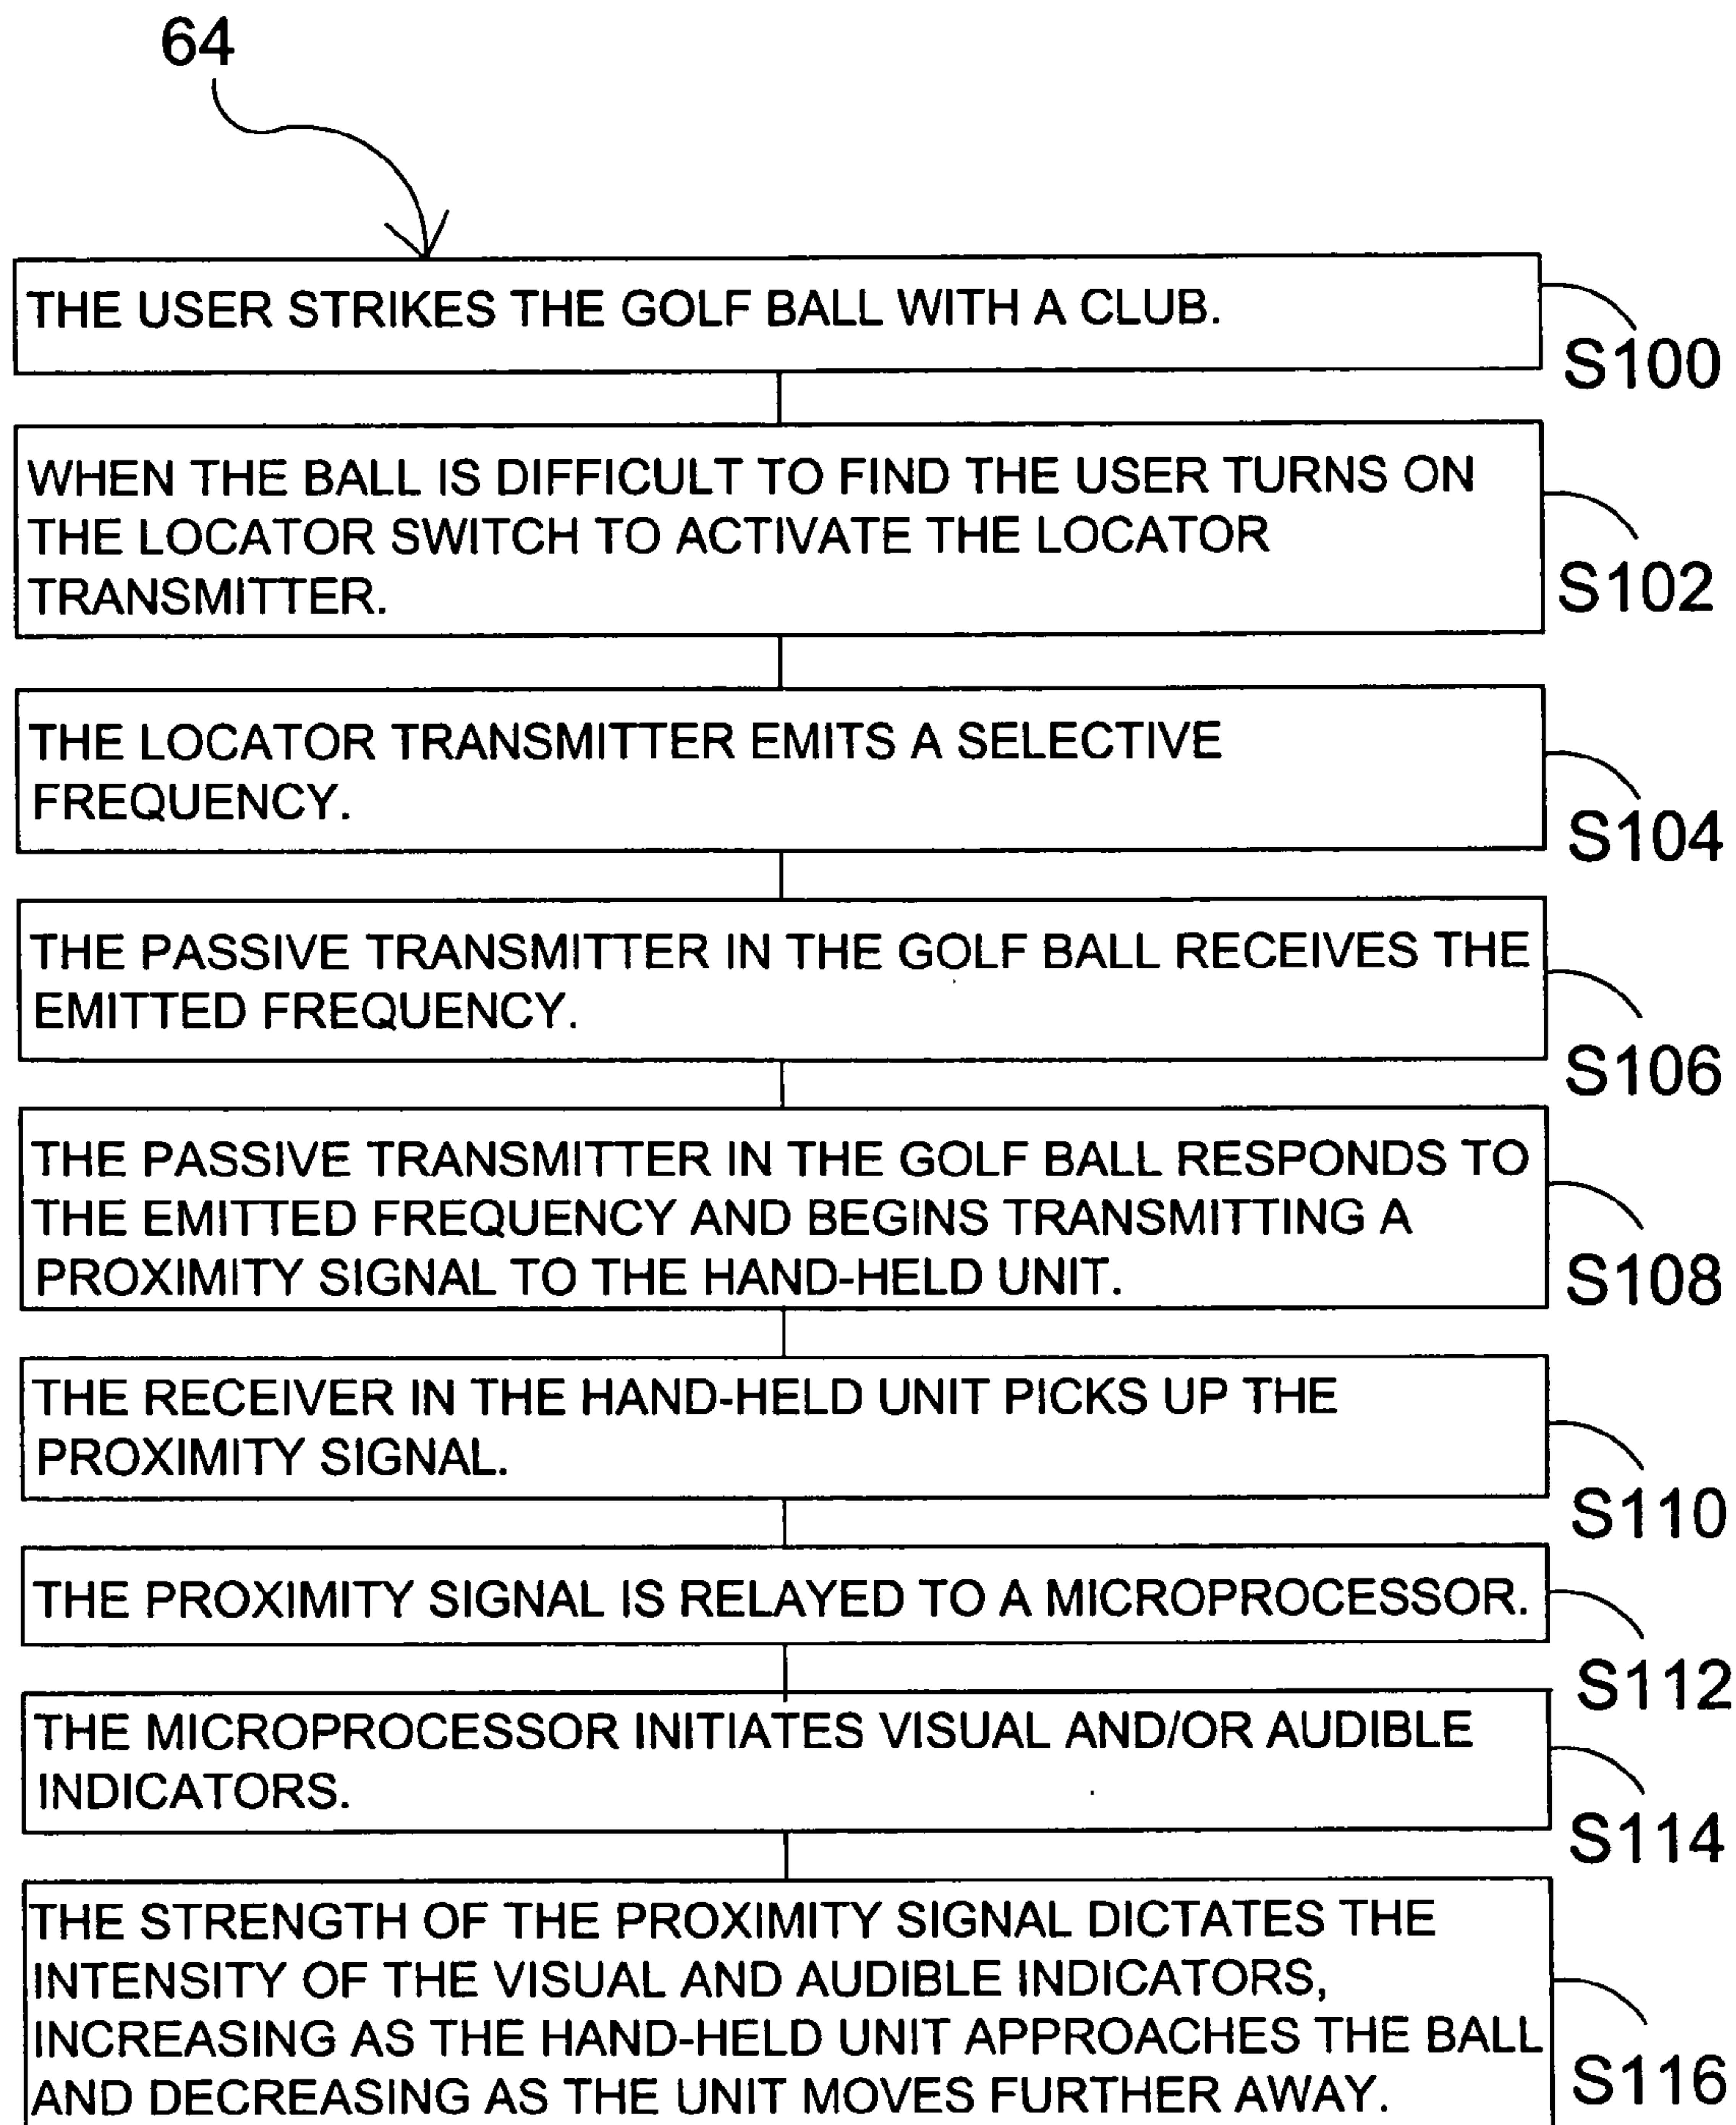 64
THE USER STRIKES THE GOLF BALL WITH A CLUB.
S100
WHEN THE BALL IS DIFFICULT TO FIND THE USER TURNS ON
THE LOCATOR SWITCH TO ACTIVATE THE LOCATOR
TRANSMITTER.
S102
THE LOCATOR TRANSMITTER EMITS A SELECTIVE
FREQUENCY.
S104
THE PASSIVE TRANSMITTER IN THE GOLF BALL RECEIVES THE
EMITTED FREQUENCY.
S106
THE PASSIVE TRANSMITTER IN THE GOLF BALL RESPONDS TO
THE EMITTED FREQUENCY AND BEGINS TRANSMITTING A
PROXIMITY SIGNAL TO THE HAND-HELD UNIT.
S108
THE RECEIVER IN THE HAND-HELD UNIT PICKS UP THE
PROXIMITY SIGNAL.
S110
THE PROXIMITY SIGNAL IS RELAYED TO A MICROPROCESSOR.
S112
THE MICROPROCESSOR INITIATES VISUAL AND/OR AUDIBLE
INDICATORS.
S114
THE STRENGTH OF THE PROXIMITY SIGNAL DICTATES THE
INTENSITY OF THE VISUAL AND AUDIBLE INDICATORS,
INCREASING AS THE HAND-HELD UNIT APPROACHES THE BALL
AND DECREASING AS THE UNIT MOVES FURTHER AWAY.
S116